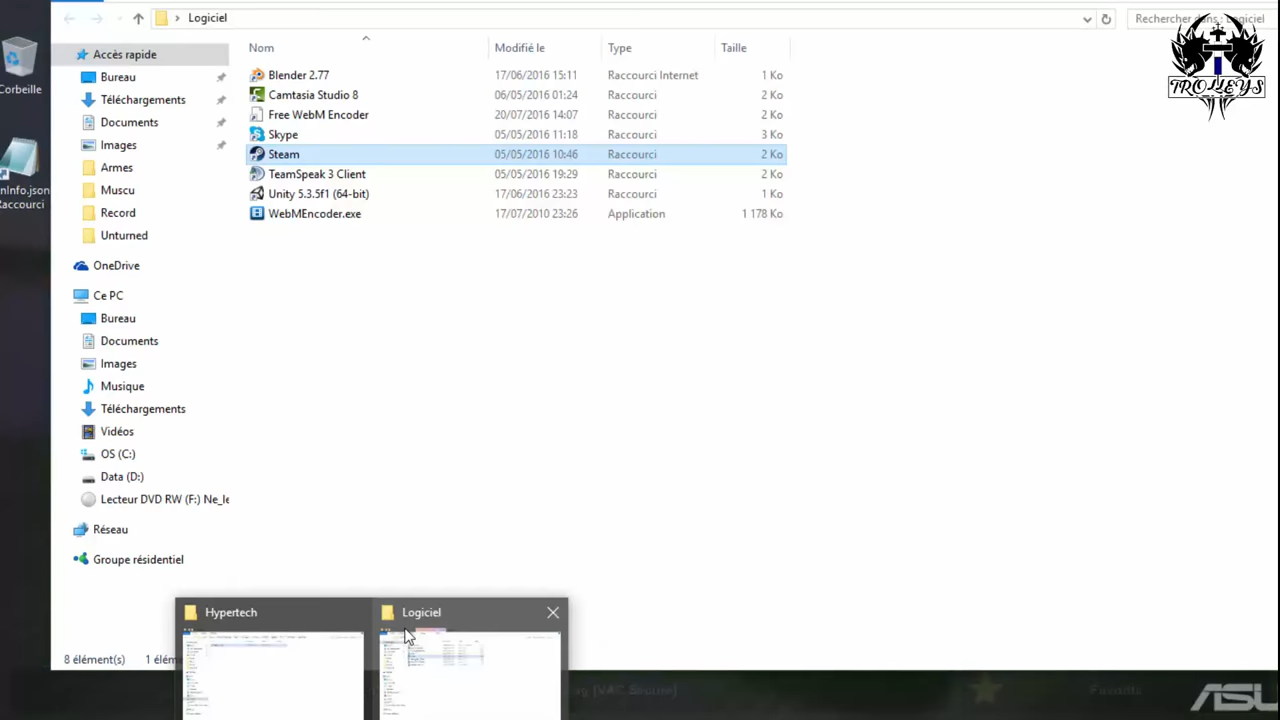 Logiciel
Rechercher dans : Logiciel
TROLLEYS
Accès rapide
Nom
Modifié le
Type
Taille
Corbeille
Bureau
Blender 2.77 17/06/2016 15:11 Raccourci Internet 1 Ko
Téléchargements
Camtasia Studio 8 06/05/2016 01:24 Raccourci 2 Ko
Documents
Free WebM Encoder 20/07/2016 14:07 Raccourci 2 Ko
Images
Skype 05/05/2016 11:18 Raccourci 3 Ko
Armes
Steam 05/05/2016 10:46 Raccourci 2 Ko
nInfo.json
Raccourci
Muscu
TeamSpeak 3 Client 05/05/2016 19:29 Raccourci 2 Ko
Record
Unity 5.3.5f1 (64-bit) 17/06/2016 23:23 Raccourci 1 Ko
Unturned
WebMEncoder.exe 17/07/2010 23:26 Application 1 178 Ko
OneDrive
Ce PC
Bureau
Documents
Images
Musique
Téléchargements
Vidéos
OS (C:)
Data (D:)
Lecteur DVD RW (F:) Ne_le
Réseau
Groupe résidentiel
Hypertech
Logiciel
8 élément(s) 1 éléme